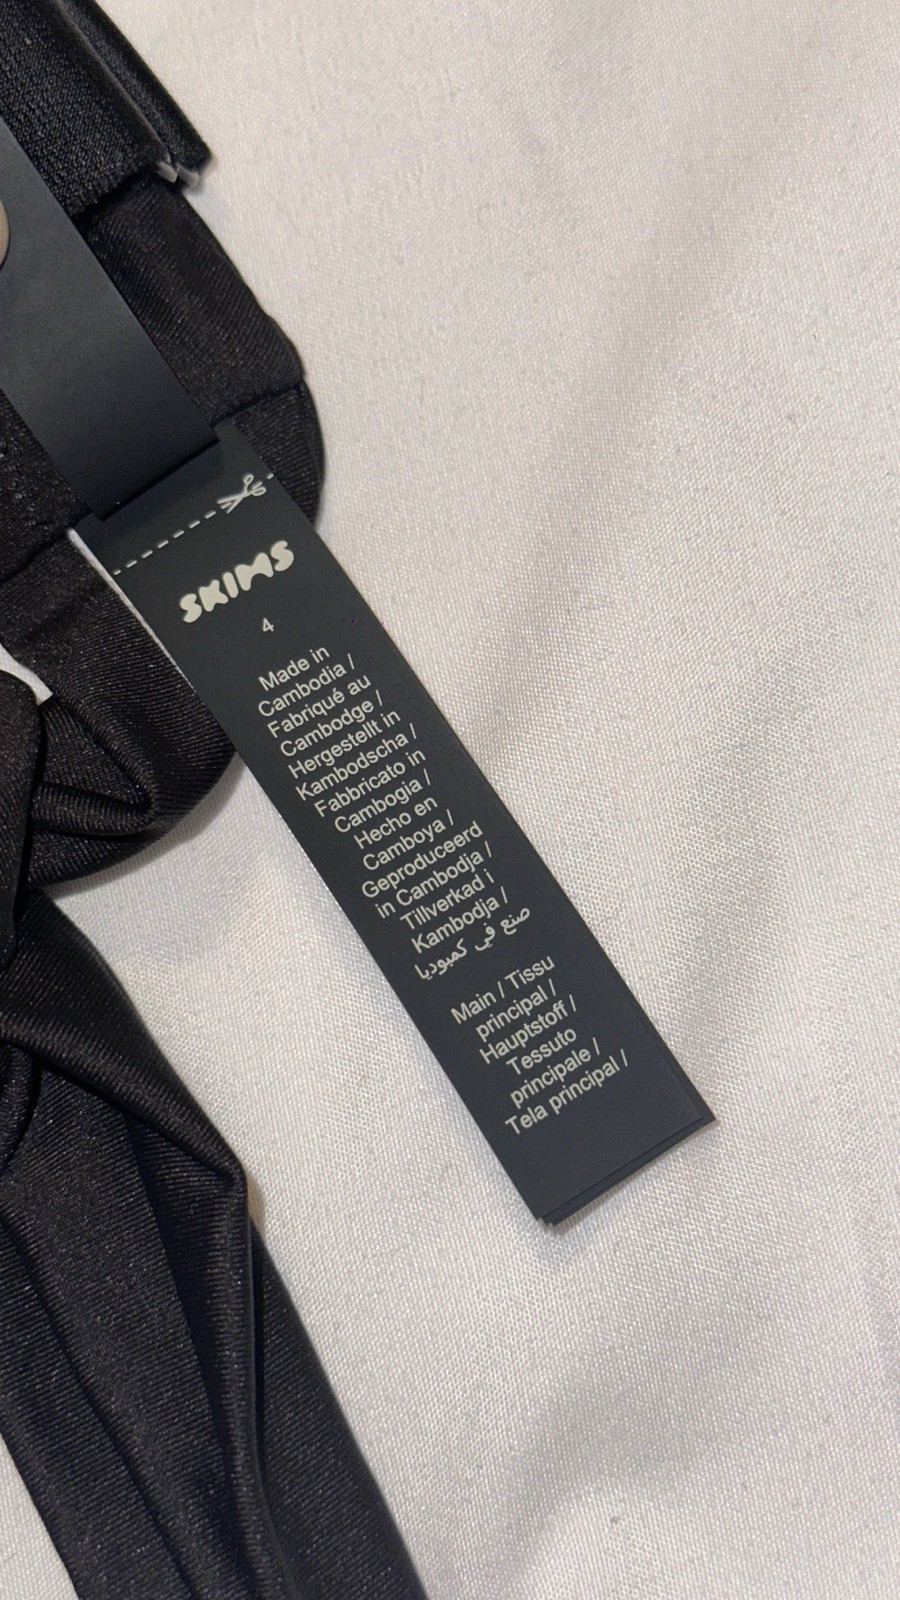 SKIMS
4
Made in
Cambodia /
Fabriqué au
Cambodge /
Hergestellt in
Kambodscha /
Fabbricato in
Cambogia /
Hecho en
Camboya /
Geproduceerd
in Cambodja /
Tillverkad i
Kambodja /
صنع في كمبوديا
Main / Tissu
principal /
Hauptstoff /
Tessuto
principale /
Tela principal /